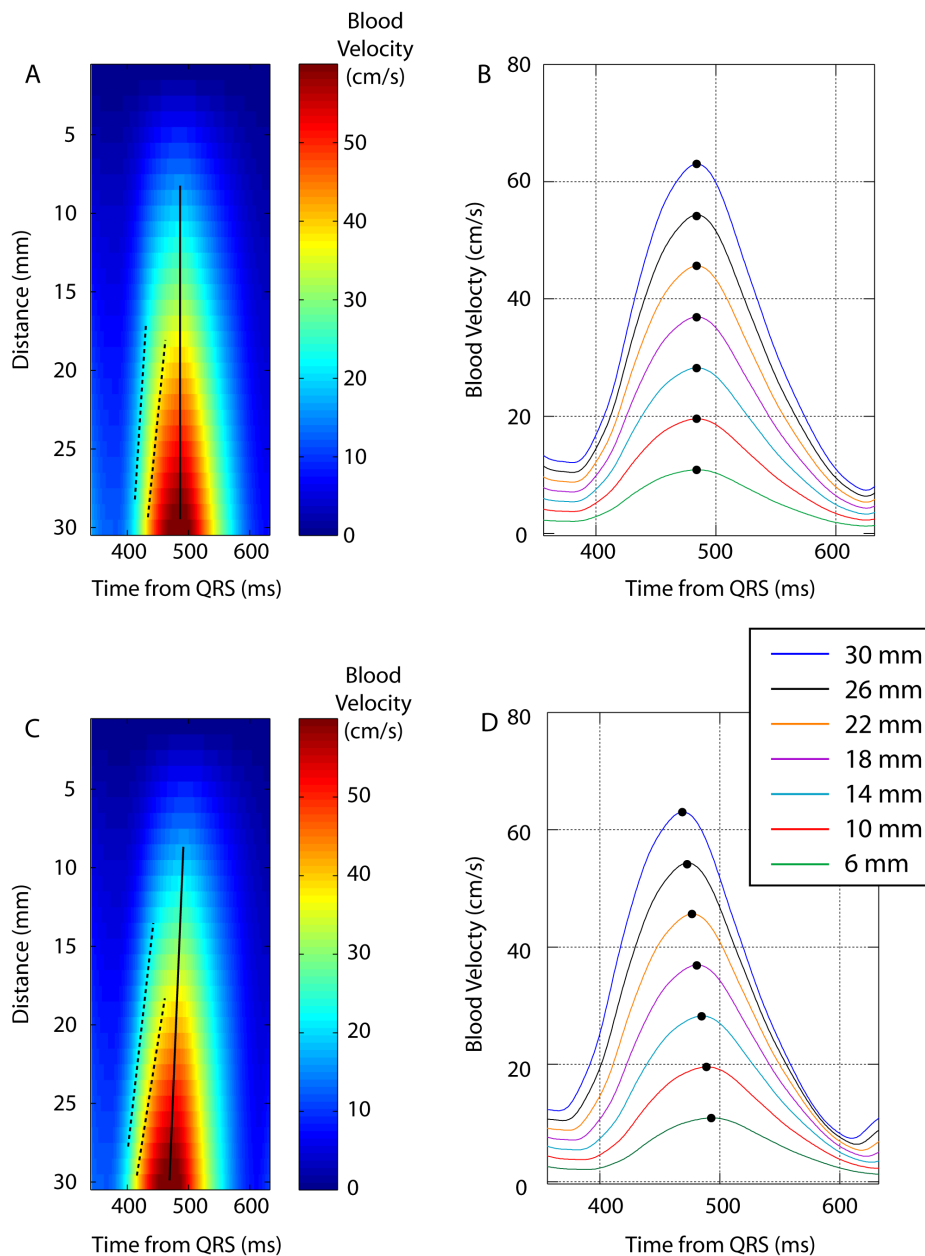 A
Blood
Velocity
(cm/s)
5
10
15
20
25
30
Distance (mm)
400 500 600
Time from QRS (ms)
50
40
30
20
10
0
B
80
60
40
20
0
Blood Velocty (cm/s)
400 500 600
Time from QRS (ms)
C
Blood
Velocity
(cm/s)
5
10
15
20
25
30
Distance (mm)
400 500 600
Time from QRS (ms)
50
40
30
20
10
0
D
80
60
40
20
0
Blood Velocty (cm/s)
400 500 600
Time from QRS (ms)
30 mm
26 mm
22 mm
18 mm
14 mm
10 mm
6 mm